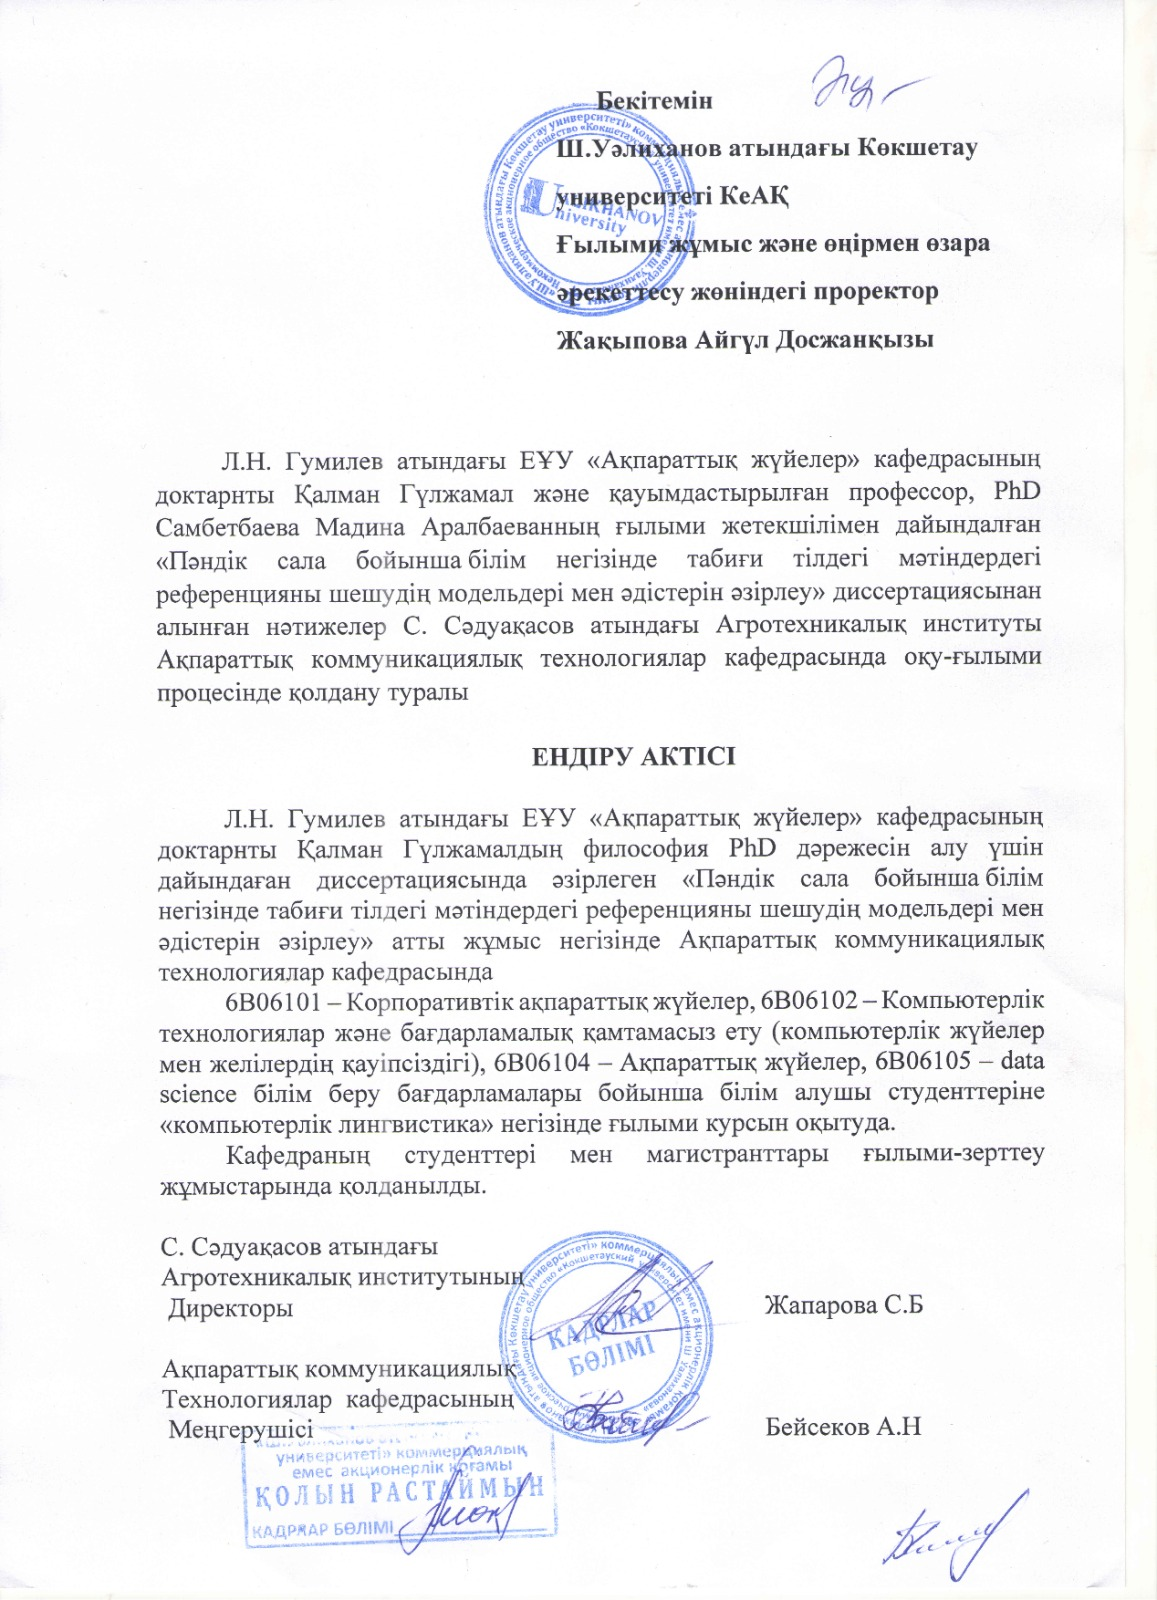 Бекітемін
Ш.Уәлиханов атындағы Көкшетау
университеті КеАҚ
Ғылыми жұмыс және өңірмен өзара
әрекеттесу жөніндегі проректор
Жақыпова Айгүл Досжанқызы
UALIKHANOV
University
Л.Н. Гумилев атындағы ЕҰУ «Ақпараттық жүйелер» кафедрасының
доктарнты Қалман Гүлжамал және қауымдастырылған профессор, PhD
Самбетбаева Мадина Аралбаеванның ғылыми жетекшілімен дайындалған
«Пәндік сала бойынша білім негізінде табиғи тілдегі мәтіндердегі
референцияны шешудің модельдері мен әдістерін әзірлеу» диссертациясынан
алынған нәтижелер С. Сәдуақасов атындағы Агротехникалық институты
Ақпараттық коммуникациялық технологиялар кафедрасында оқу-ғылыми
процесінде қолдану туралы
ЕНДІРУ АКТІСІ
Л.Н. Гумилев атындағы ЕҰУ «Ақпараттық жүйелер» кафедрасының
доктарнты Қалман Гүлжамалдың философия PhD дәрежесін алу үшін
дайындаған диссертациясында әзірлеген «Пәндік сала бойынша білім
негізінде табиғи тілдегі мәтіндердегі референцияны шешудің модельдері мен
әдістерін әзірлеу» атты жұмыс негізінде Ақпараттық коммуникациялық
технологиялар кафедрасында
6В06101 – Корпоративтік ақпараттық жүйелер, 6В06102 – Компьютерлік
технологиялар және бағдарламалық қамтамасыз ету (компьютерлік жүйелер
мен желілердің қауіпсіздігі), 6В06104 – Ақпараттық жүйелер, 6В06105 – data
science білім беру бағдарламалары бойынша білім алушы студенттеріне
«компьютерлік лингвистика» негізінде ғылыми курсын оқытуда.
Кафедраның студенттері мен магистранттары ғылыми-зерттеу
жұмыстарында қолданылды.
С. Сәдуақасов атындағы
Агротехникалық институтының
Директоры Жапарова С.Б
КАДРЛАР
БӨЛІМІ
Ақпараттық коммуникациялық
Технологиялар кафедрасының
Меңгерушісі Бейсеков А.Н
университеті» коммерциялық
емес акционерлік қоғамы
ҚОЛЫН РАСТАЙМЫН
КАДРЛАР БӨЛІМІ